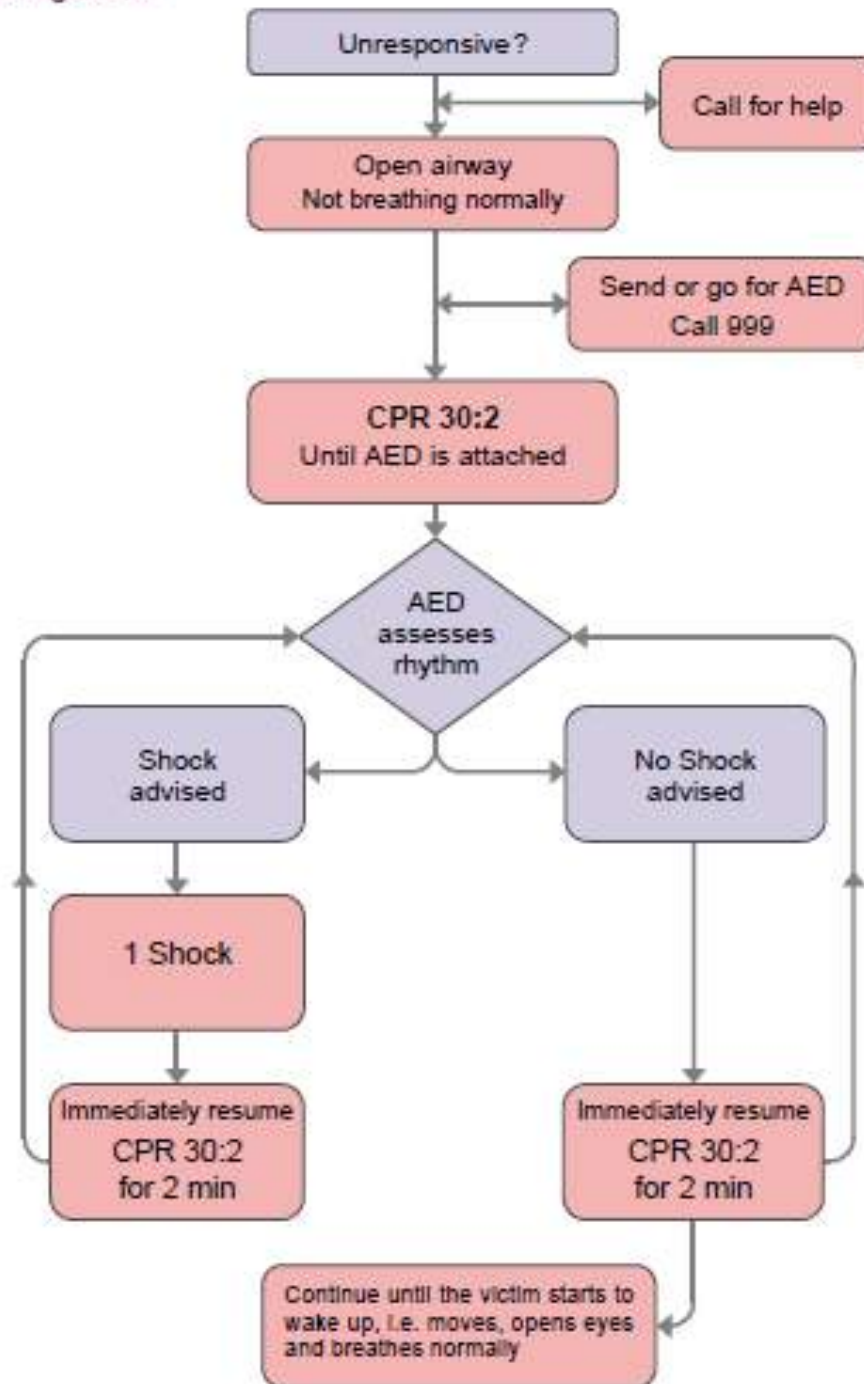 Unresponsive?
Call for help
Open airway
Not breathing normally
Send or go for AED
Call 999
CPR 30:2
Until AED is attached
AED
assesses
rhythm
Shock
advised
No Shock
advised
1 Shock
Immediately resume
CPR 30:2
for 2 min
Immediately resume
CPR 30:2
for 2 min
Continue until the victim starts to
wake up, i.e. moves, opens eyes
and breathes normally